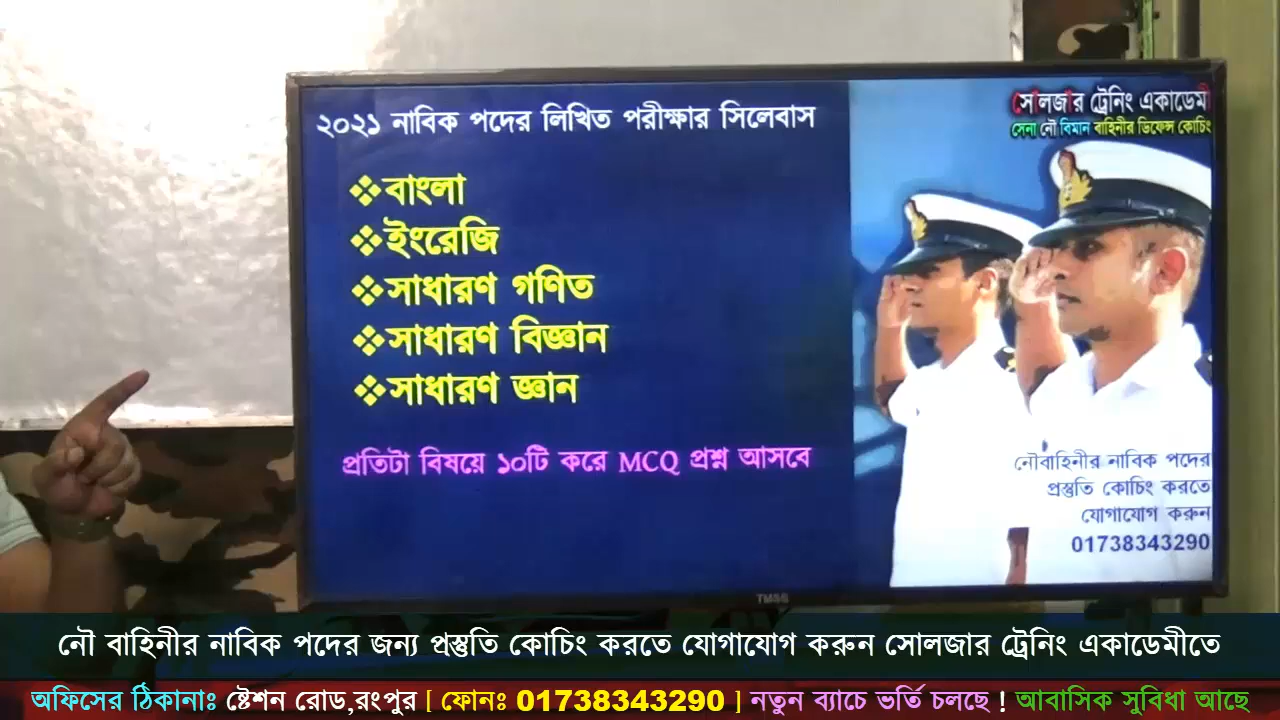 ২০২১ নাবিক পদের লিখিত পরীক্ষার সিলেবাস
❖বাংলা
❖ইংরেজি
❖সাধারণ গণিত
❖সাধারণ বিজ্ঞান
❖সাধারণ জ্ঞান
প্রতিটা বিষয়ে ১০টি করে MCQ প্রশ্ন আসবে
সোলজার ট্রেনিং একাডেমী
সেনা নৌ বিমান বাহিনীর ডিফেন্স কোচিং
নৌবাহিনীর নাবিক পদের
প্রস্তুতি কোচিং করতে
যোগাযোগ করুন
01738343290
নৌ বাহিনীর নাবিক পদের জন্য প্রস্তুতি কোচিং করতে যোগাযোগ করুন সোলজার ট্রেনিং একাডেমীতে
অফিসের ঠিকানাঃ ষ্টেশন রোড,রংপুর [ ফোনঃ 01738343290 ] নতুন ব্যাচে ভর্তি চলছে ! আবাসিক সুবিধা আছে